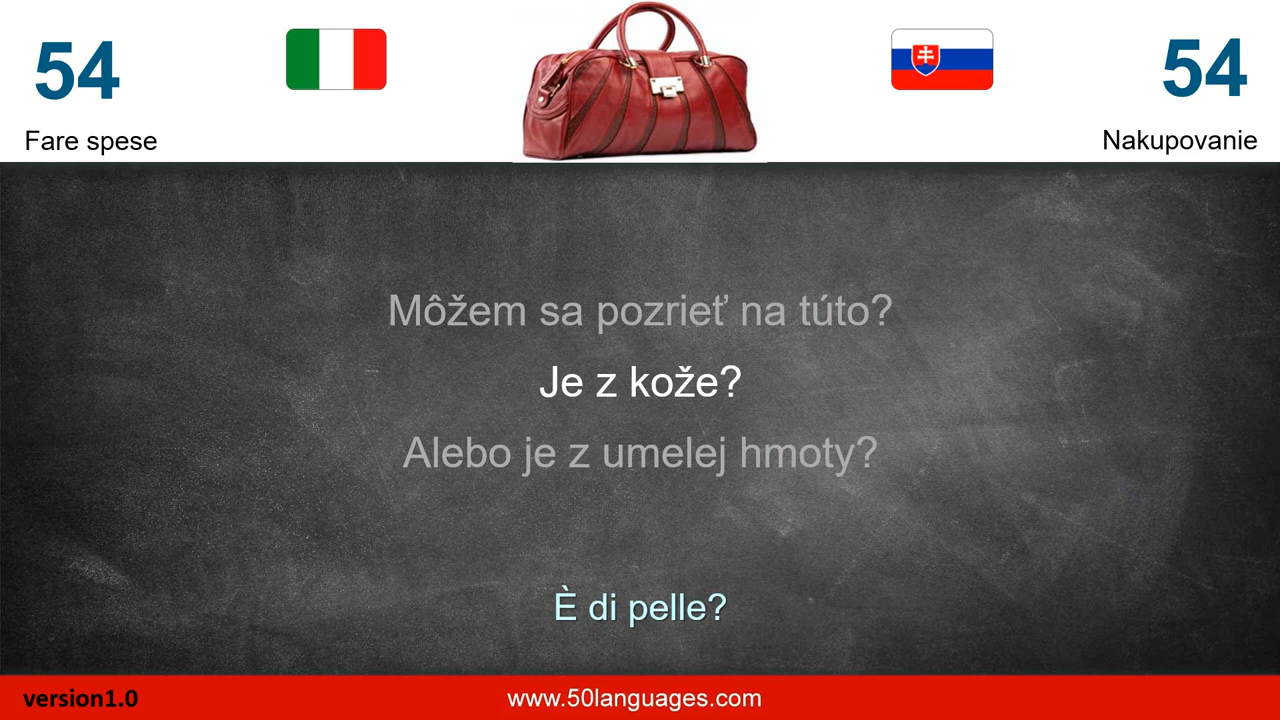 54
54
Fare spese
Nakupovanie
Môžem sa pozrieť na túto?
Je z kože?
Alebo je z umelej hmoty?
È di pelle?
version1.0
www.50languages.com